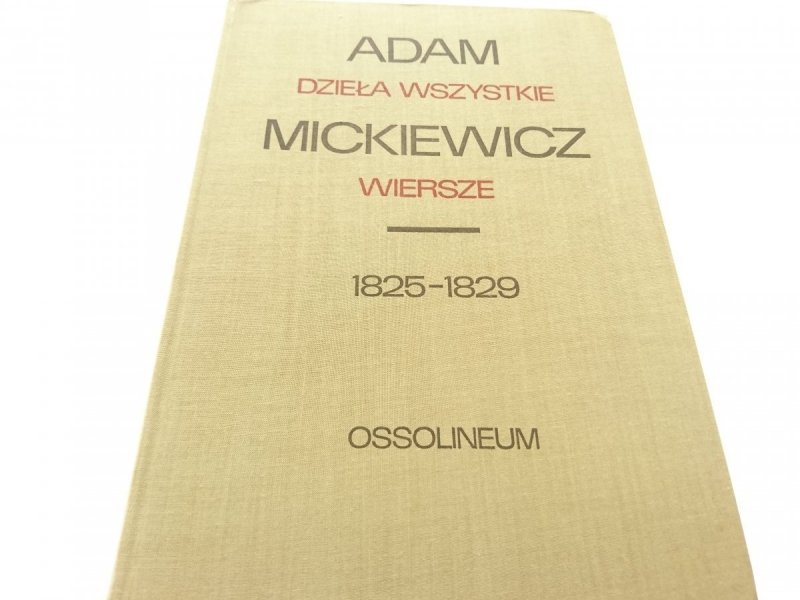 ADAM
DZIEŁA WSZYSTKIE
MICKIEWICZ
WIERSZE
1825-1829
OSSOLINEUM